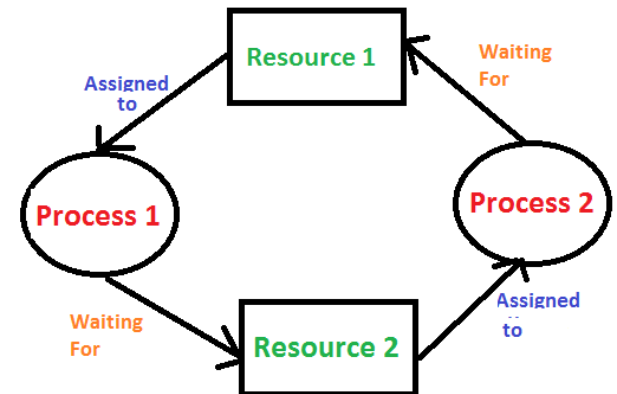 Resource 1
Waiting
For
Assigned
to
Process 1
Process 2
Waiting
For
Resource 2
Assigned
to